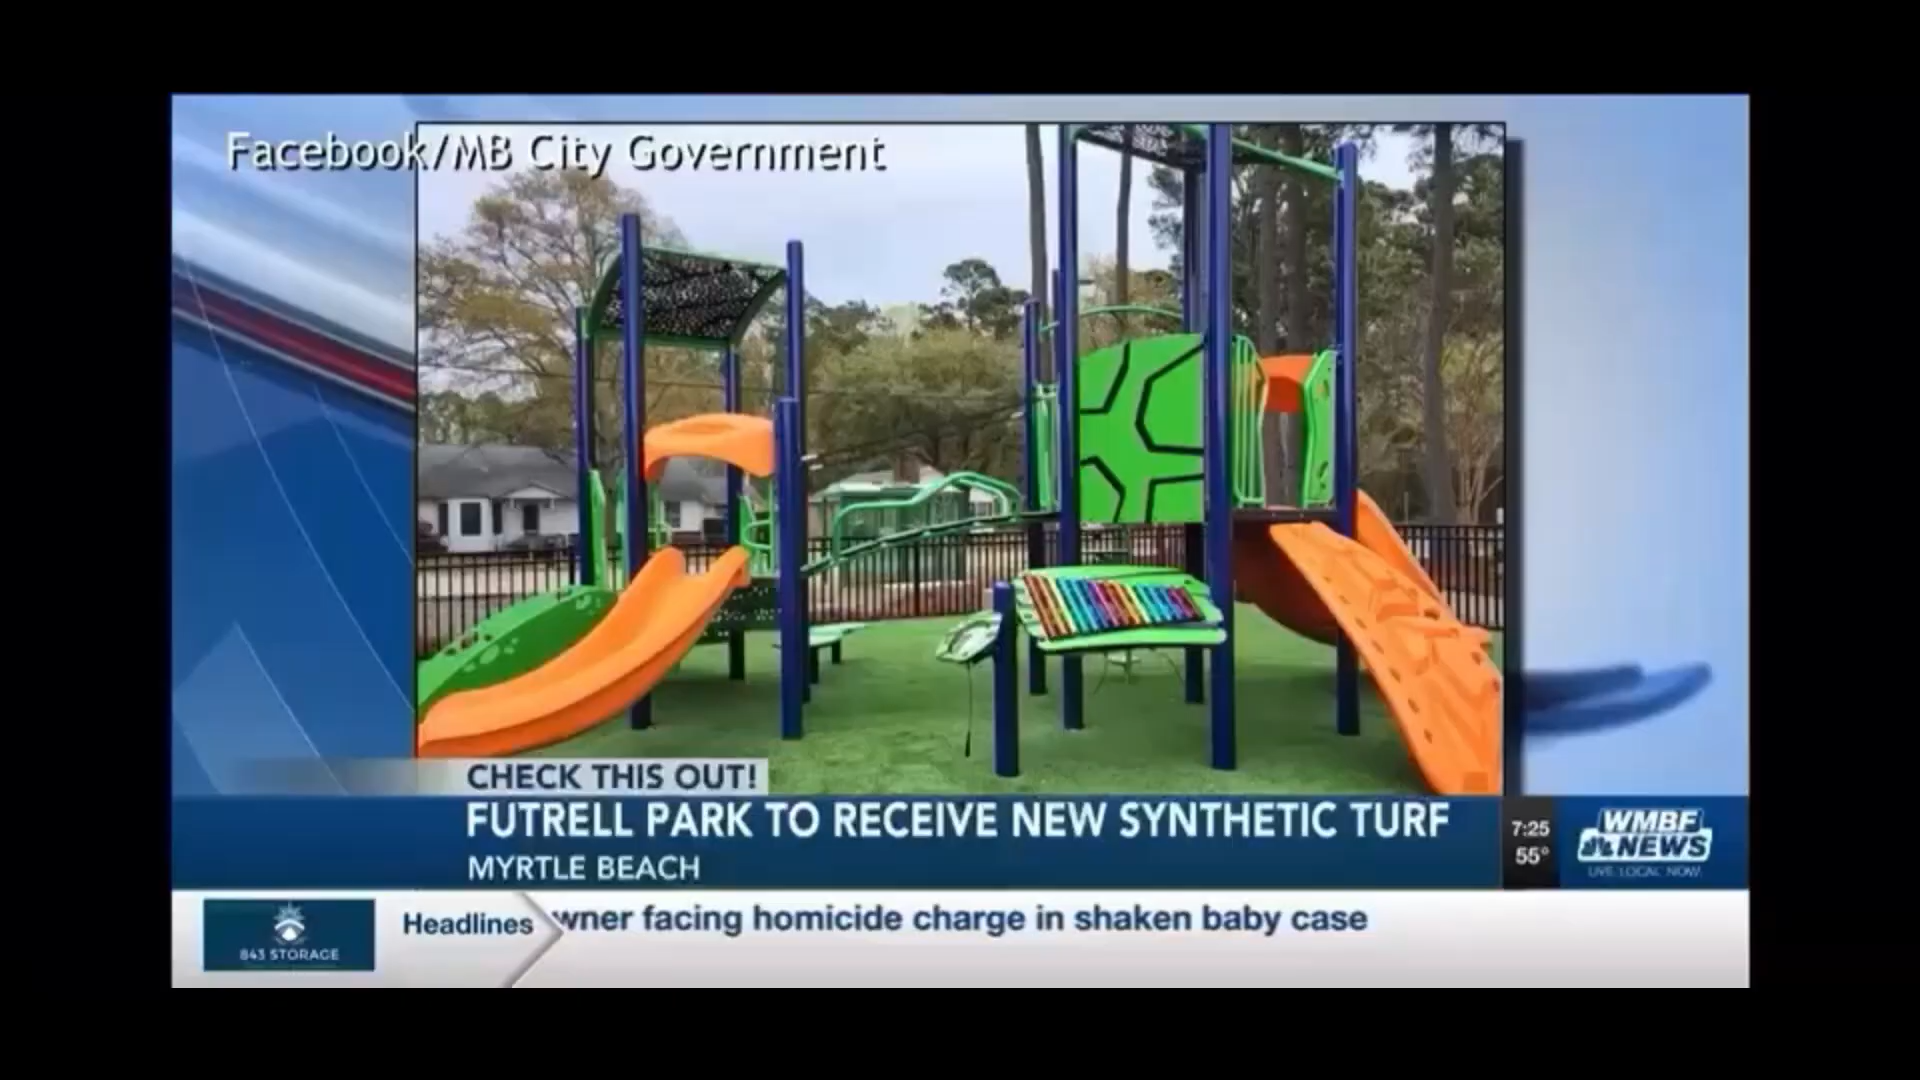 Facebook/MB City Government
CHECK THIS OUT!
FUTRELL PARK TO RECEIVE NEW SYNTHETIC TURF
MYRTLE BEACH
7:25
55°
WMBF
NEWS
LIVE. LOCAL. NOW.
843 STORAGE
Headlines
wner facing homicide charge in shaken baby case